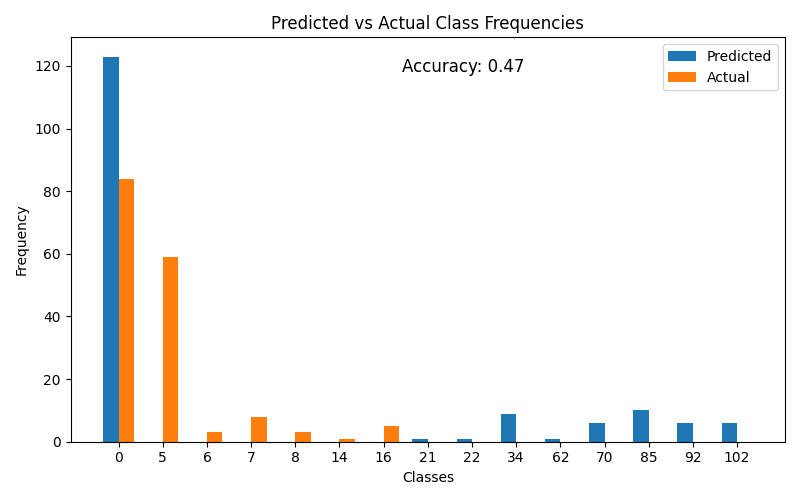 Predicted vs Actual Class Frequencies
Accuracy: 0.47
Predicted
Actual
120
100
80
60
40
20
0
Frequency
0 5 6 7 8 14 16 21 22 34 62 70 85 92 102
Classes